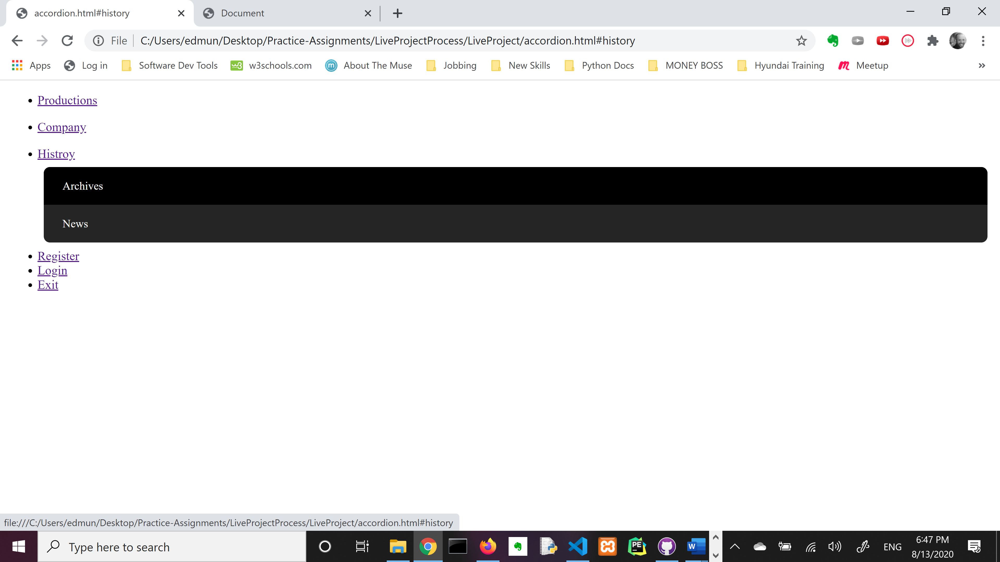 accordion.html#history
Document
File
C:/Users/edmun/Desktop/Practice-Assignments/LiveProjectProcess/LiveProject/accordion.html#history
Apps
Log in
Software Dev Tools
w3
w3schools.com
m
About The Muse
Jobbing
New Skills
Python Docs
MONEY BOSS
Hyundai Training
m
Meetup
»
Productions
Company
Histroy
Archives
News
Register
Login
Exit
file:///C:/Users/edmun/Desktop/Practice-Assignments/LiveProjectProcess/LiveProject/accordion.html#history
Type here to search
PE
W
ENG
6:47 PM
8/13/2020